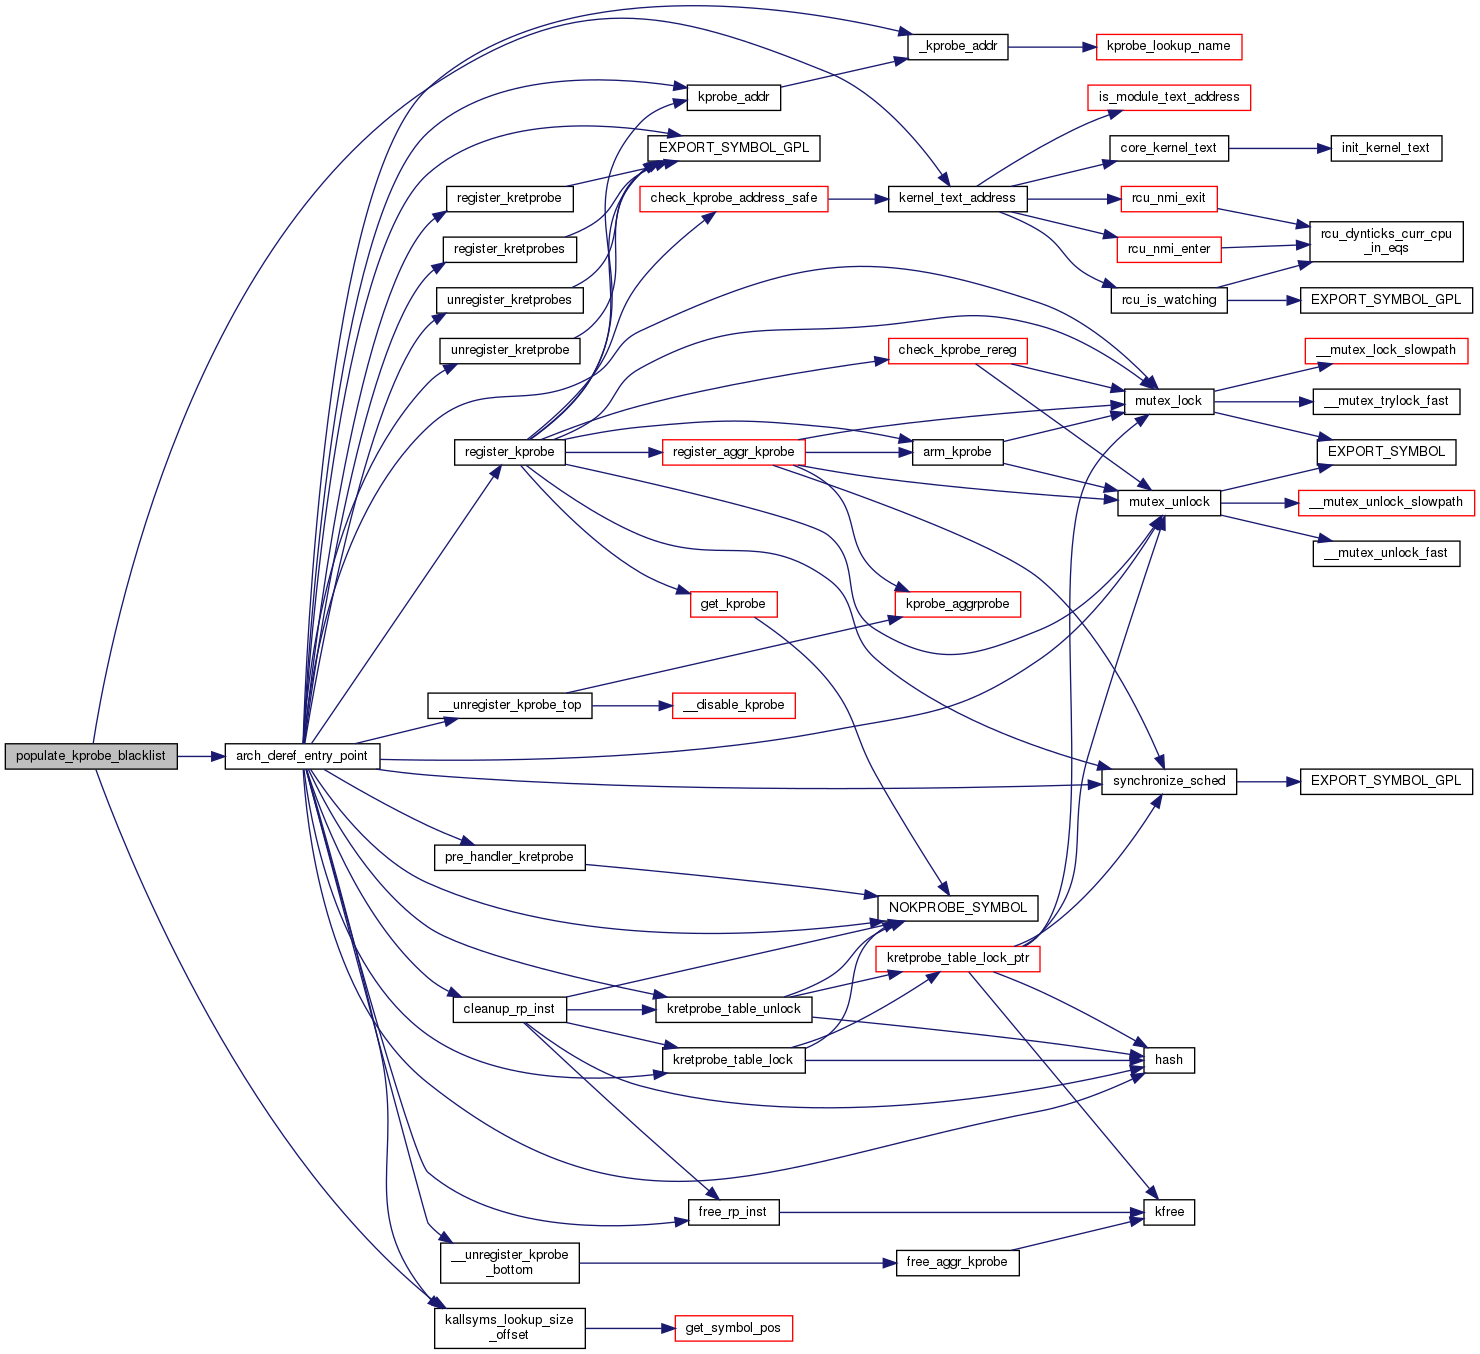 _kprobe_addr
kprobe_lookup_name
kprobe_addr
is_module_text_address
EXPORT_SYMBOL_GPL
core_kernel_text
init_kernel_text
register_kretprobe
check_kprobe_address_safe
kernel_text_address
rcu_nmi_exit
register_kretprobes
rcu_nmi_enter
rcu_dynticks_curr_cpu
_in_eqs
unregister_kretprobes
rcu_is_watching
EXPORT_SYMBOL_GPL
unregister_kretprobe
check_kprobe_rereg
__mutex_lock_slowpath
mutex_lock
__mutex_trylock_fast
register_kprobe
register_aggr_kprobe
arm_kprobe
EXPORT_SYMBOL
mutex_unlock
__mutex_unlock_slowpath
__mutex_unlock_fast
get_kprobe
kprobe_aggrprobe
__unregister_kprobe_top
__disable_kprobe
populate_kprobe_blacklist
arch_deref_entry_point
synchronize_sched
EXPORT_SYMBOL_GPL
pre_handler_kretprobe
NOKPROBE_SYMBOL
kretprobe_table_lock_ptr
cleanup_rp_inst
kretprobe_table_unlock
kretprobe_table_lock
hash
free_rp_inst
kfree
__unregister_kprobe
_bottom
free_aggr_kprobe
kallsyms_lookup_size
_offset
get_symbol_pos